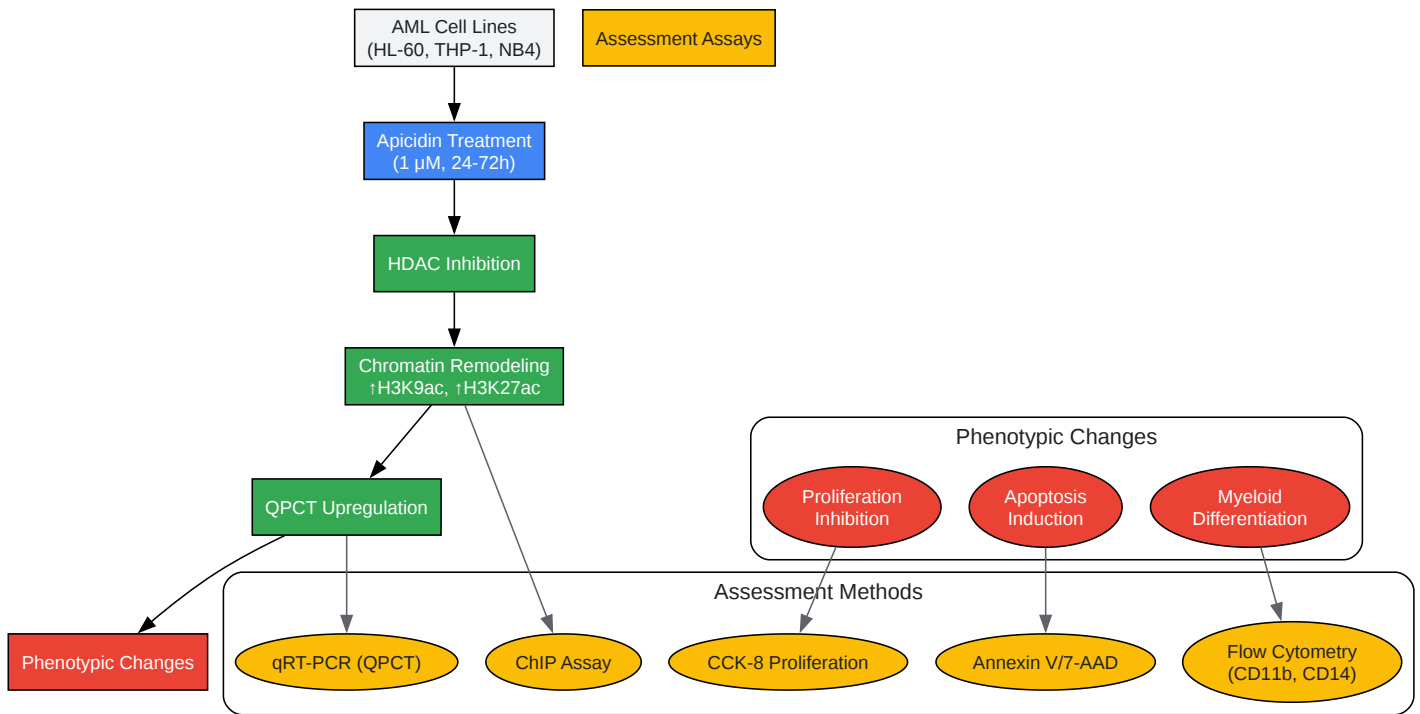 AML Cell Lines
(HL-60, THP-1, NB4)
Assessment Assays
Apicidin Treatment
(1 μM, 24-72h)
HDAC Inhibition
Chromatin Remodeling
↑H3K9ac, ↑H3K27ac
QPCT Upregulation
Phenotypic Changes
Proliferation
Inhibition
Apoptosis
Induction
Myeloid
Differentiation
Assessment Methods
Phenotypic Changes
qRT-PCR (QPCT)
ChIP Assay
CCK-8 Proliferation
Annexin V/7-AAD
Flow Cytometry
(CD11b, CD14)